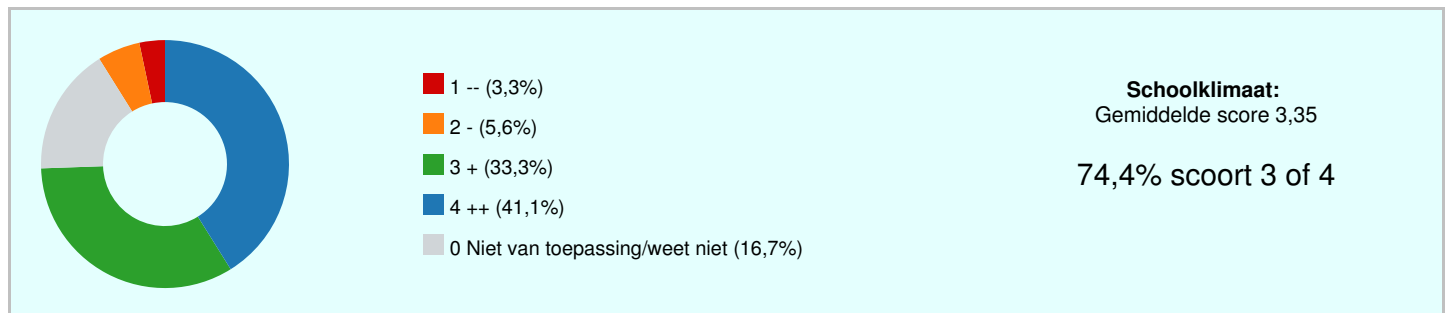 1 -- (3,3%)
2 - (5,6%)
3 + (33,3%)
4 ++ (41,1%)
0 Niet van toepassing/weet niet (16,7%)
Schoolklimaat:
Gemiddelde score 3,35
74,4% scoort 3 of 4